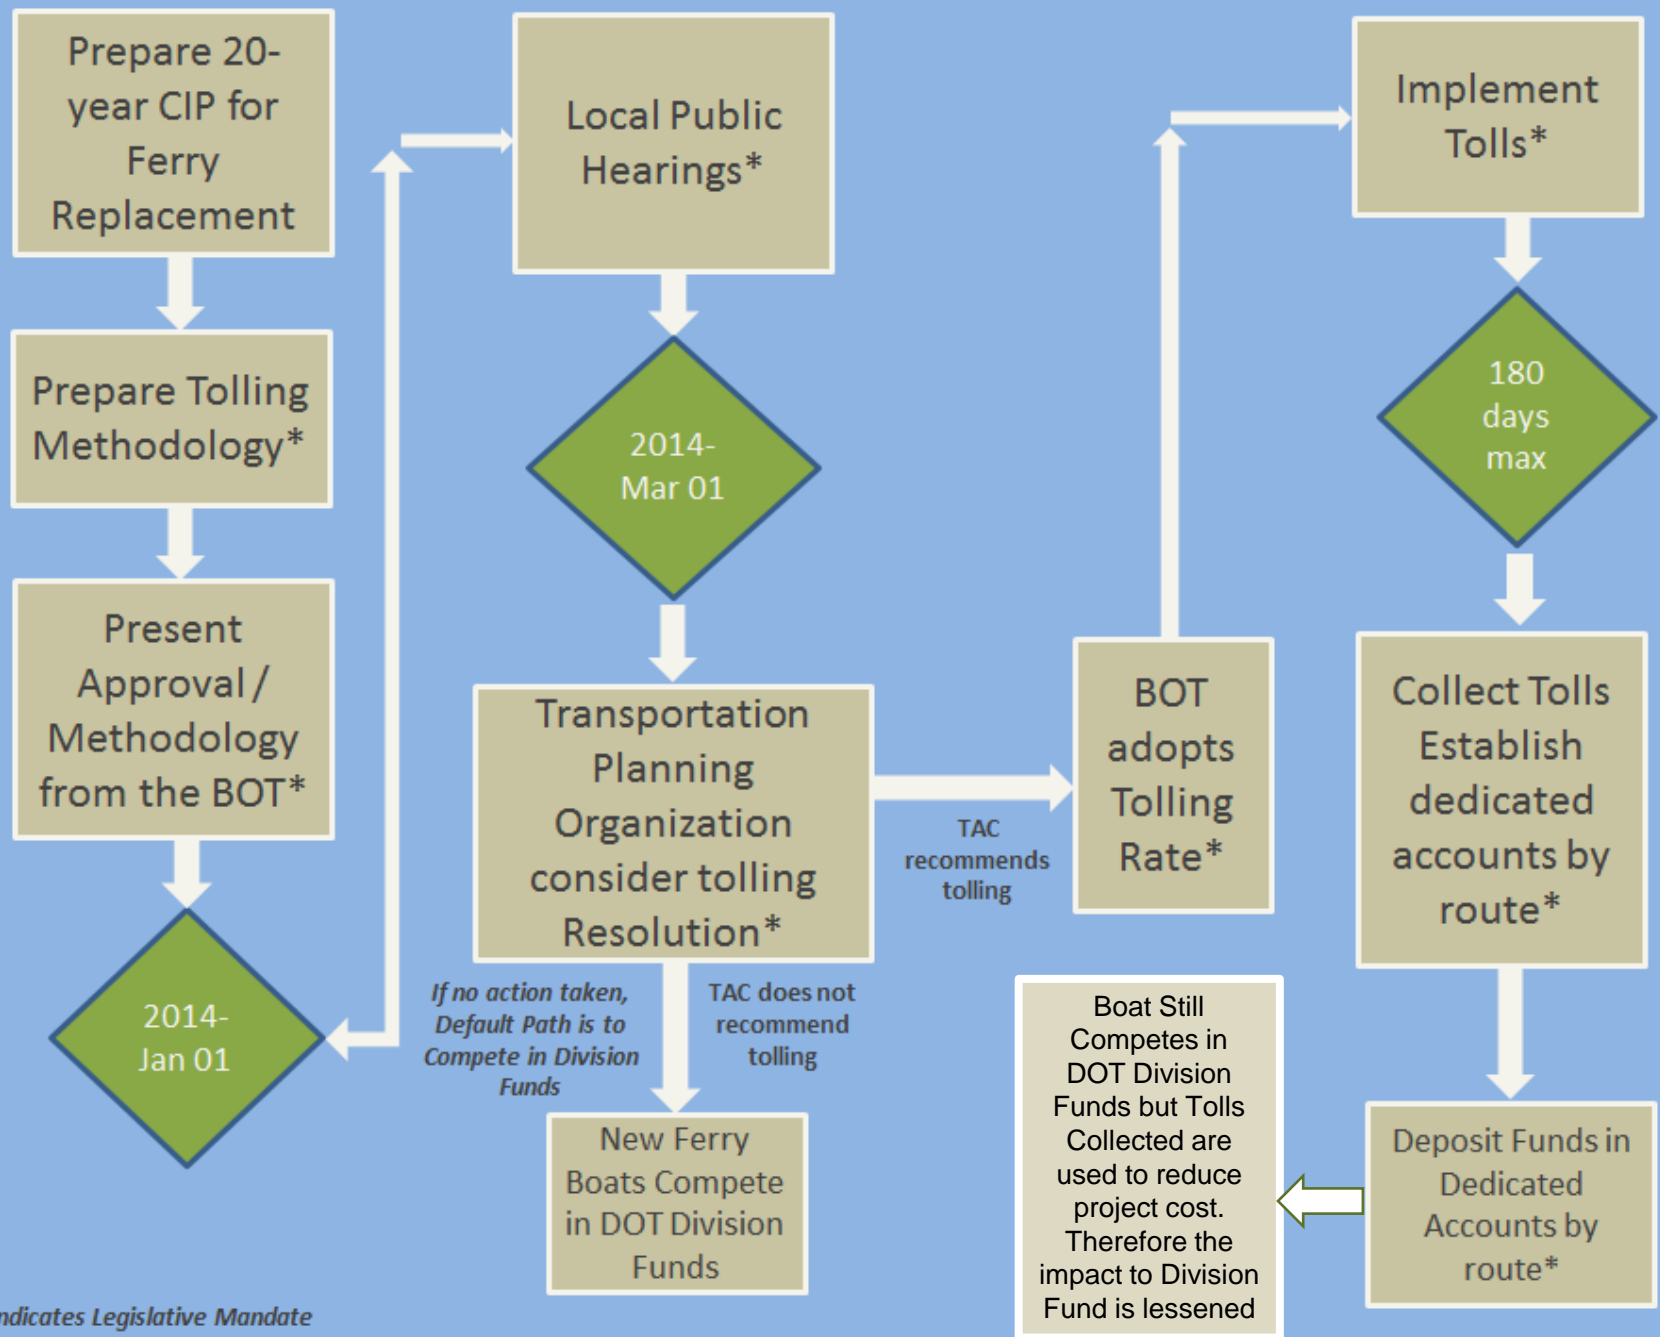 Prepare 20-
year CIP for
Ferry
Replacement
Prepare Tolling
Methodology*
Present
Approval /
Methodology
from the BOT*
2014-
Jan 01
Local Public
Hearings*
2014-
Mar 01
Transportation
Planning
Organization
consider tolling
Resolution*
If no action taken,
Default Path is to
Compete in Division
Funds
TAC does not
recommend
tolling
New Ferry
Boats Compete
in DOT Division
Funds
TAC
recommends
tolling
BOT
adopts
Tolling
Rate*
Implement
Tolls*
180
days
max
Collect Tolls
Establish
dedicated
accounts by
route*
Deposit Funds in
Dedicated
Accounts by
route*
Boat Still
Competes in
DOT Division
Funds but Tolls
Collected are
used to reduce
project cost.
Therefore the
impact to Division
Fund is lessened
ndicates Legislative Mandate